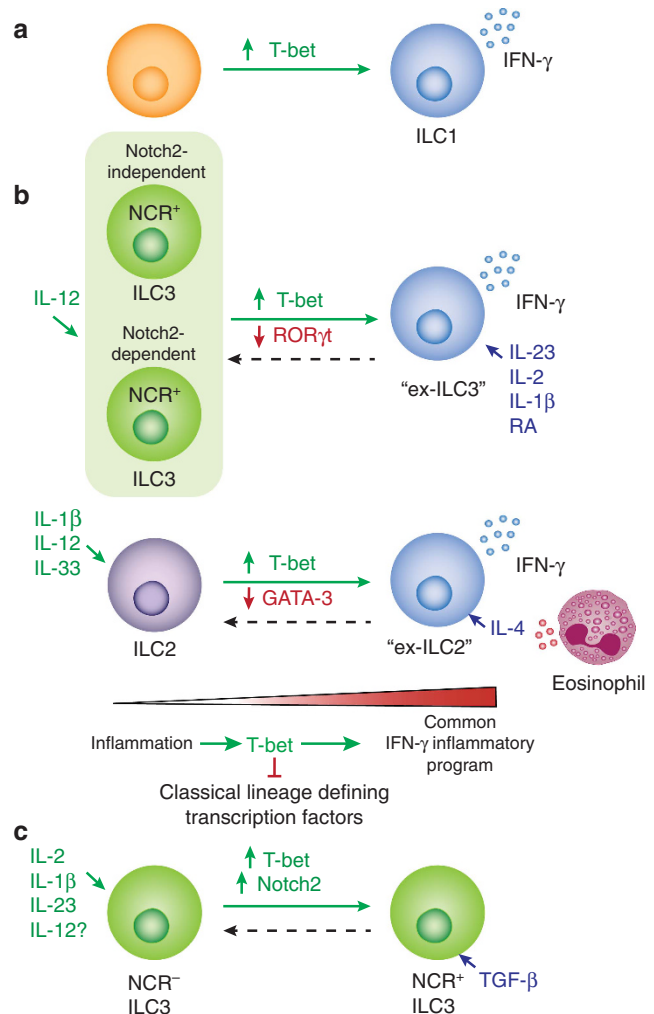 a
T-bet
IFN-γ
ILC1
Notch2-
independent
b
NCR⁺
ILC3
IL-12
T-bet
RORγt
IFN-γ
Notch2-
dependent
NCR⁺
ILC3
"ex-ILC3"
IL-23
IL-2
IL-1β
RA
IL-1β
IL-12
IL-33
ILC2
T-bet
GATA-3
IFN-γ
"ex-ILC2"
IL-4
Eosinophil
Inflammation
T-bet
Common
IFN-γ inflammatory
program
Classical lineage defining
transcription factors
c
IL-2
IL-1β
IL-23
IL-12?
T-bet
Notch2
NCR⁻
ILC3
NCR⁺
ILC3
TGF-β